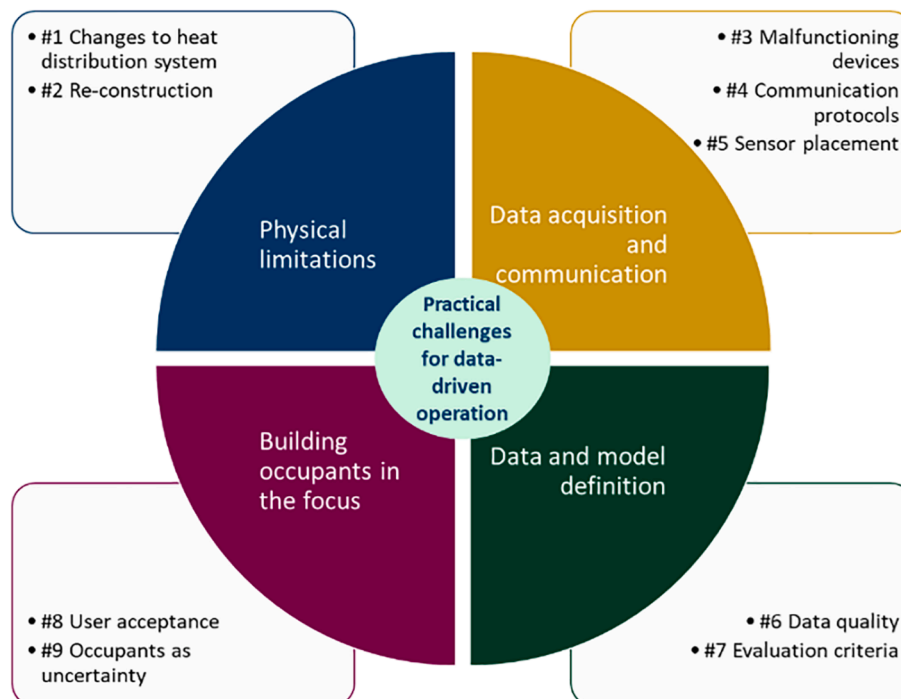 • #1 Changes to heat
distribution system
• #2 Re-construction
• #3 Malfunctioning
devices
• #4 Communication
protocols
• #5 Sensor placement
Physical
limitations
Data acquisition
and
communication
Practical
challenges
for data-
driven
operation
Building
occupants in
the focus
Data and model
definition
• #8 User acceptance
• #9 Occupants as
uncertainty
• #6 Data quality
• #7 Evaluation criteria